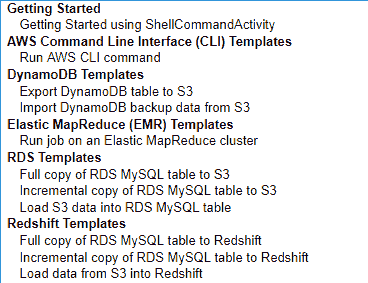 Getting Started
Getting Started using ShellCommandActivity
AWS Command Line Interface (CLI) Templates
Run AWS CLI command
DynamoDB Templates
Export DynamoDB table to S3
Import DynamoDB backup data from S3
Elastic MapReduce (EMR) Templates
Run job on an Elastic MapReduce cluster
RDS Templates
Full copy of RDS MySQL table to S3
Incremental copy of RDS MySQL table to S3
Load S3 data into RDS MySQL table
Redshift Templates
Full copy of RDS MySQL table to Redshift
Incremental copy of RDS MySQL table to Redshift
Load data from S3 into Redshift